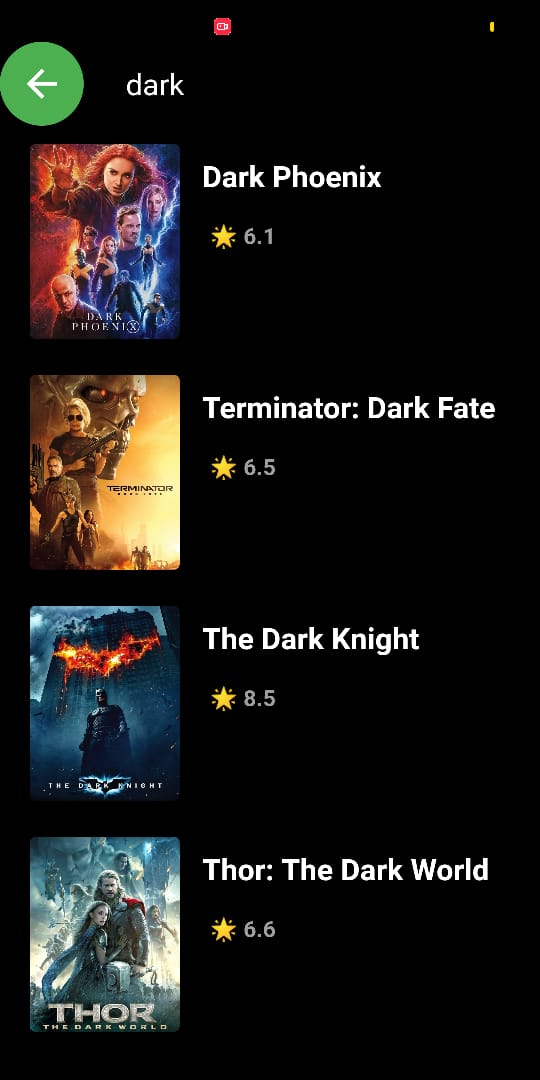 dark
Dark Phoenix
6.1
DARK
PHOENIX
Terminator: Dark Fate
6.5
TERMINATOR
DARK FATE
The Dark Knight
8.5
THE DARK KNIGHT
Thor: The Dark World
6.6
THOR
THE DARK WORLD